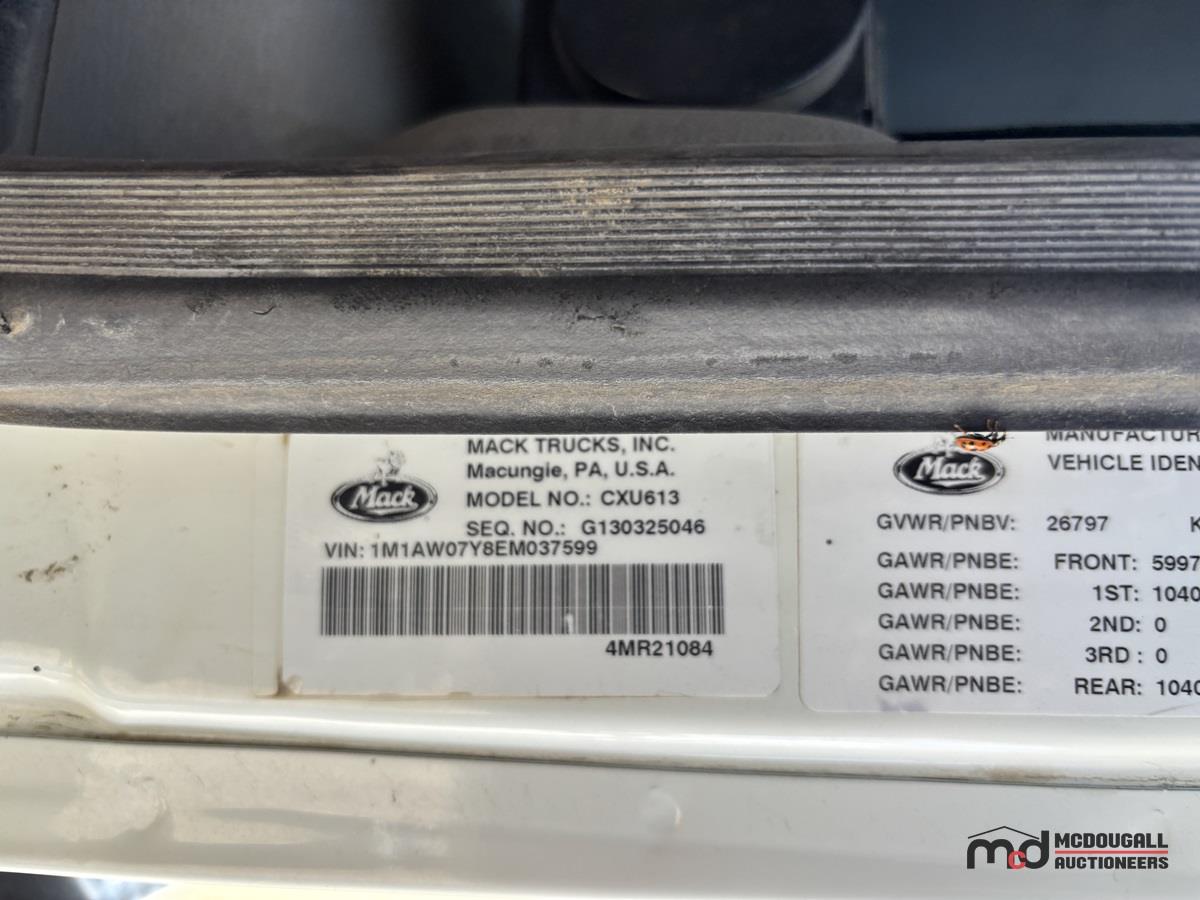 MACK TRUCKS, INC.
Macungie, PA, U.S.A.
Mack
MODEL NO.: CXU613
SEQ. NO.: G130325046
VIN: 1M1AW07Y8EM037599
4MR21084
MANUFACTUR
Mack
VEHICLE IDEN
GVWR/PNBV: 26797 K
GAWR/PNBE: FRONT: 5997
GAWR/PNBE: 1ST: 1040
GAWR/PNBE: 2ND: 0
GAWR/PNBE: 3RD : 0
GAWR/PNBE: REAR: 1040
mcd MCDOUGALL
AUCTIONEERS